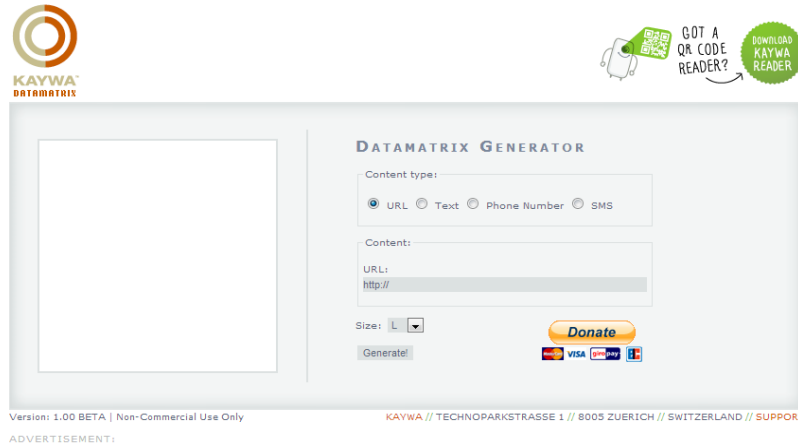 KAYWA
DATAMATRIX
GOT A
QR CODE
READER?
DOWNLOAD
KAYWA
READER
DATAMATRIX GENERATOR
Content type:
URL Text Phone Number SMS
Content:
URL:
http://
Size: L
Generate!
Donate
VISA giropay
Version: 1.00 BETA | Non-Commercial Use Only
KAYWA // TECHNOPARKSTRASSE 1 // 8005 ZUERICH // SWITZERLAND // SUPPOR
ADVERTISEMENT: